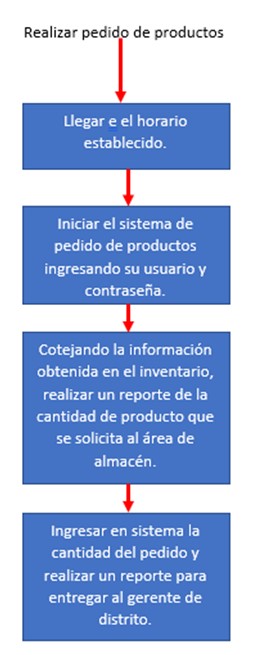 Realizar pedido de productos
Llegar e el horario
establecido.
Iniciar el sistema de
pedido de productos
ingresando su usuario y
contraseña.
Cotejando la información
obtenida en el inventario,
realizar un reporte de la
cantidad de producto que
se solicita al área de
almacén.
Ingresar en sistema la
cantidad del pedido y
realizar un reporte para
entregar al gerente de
distrito.